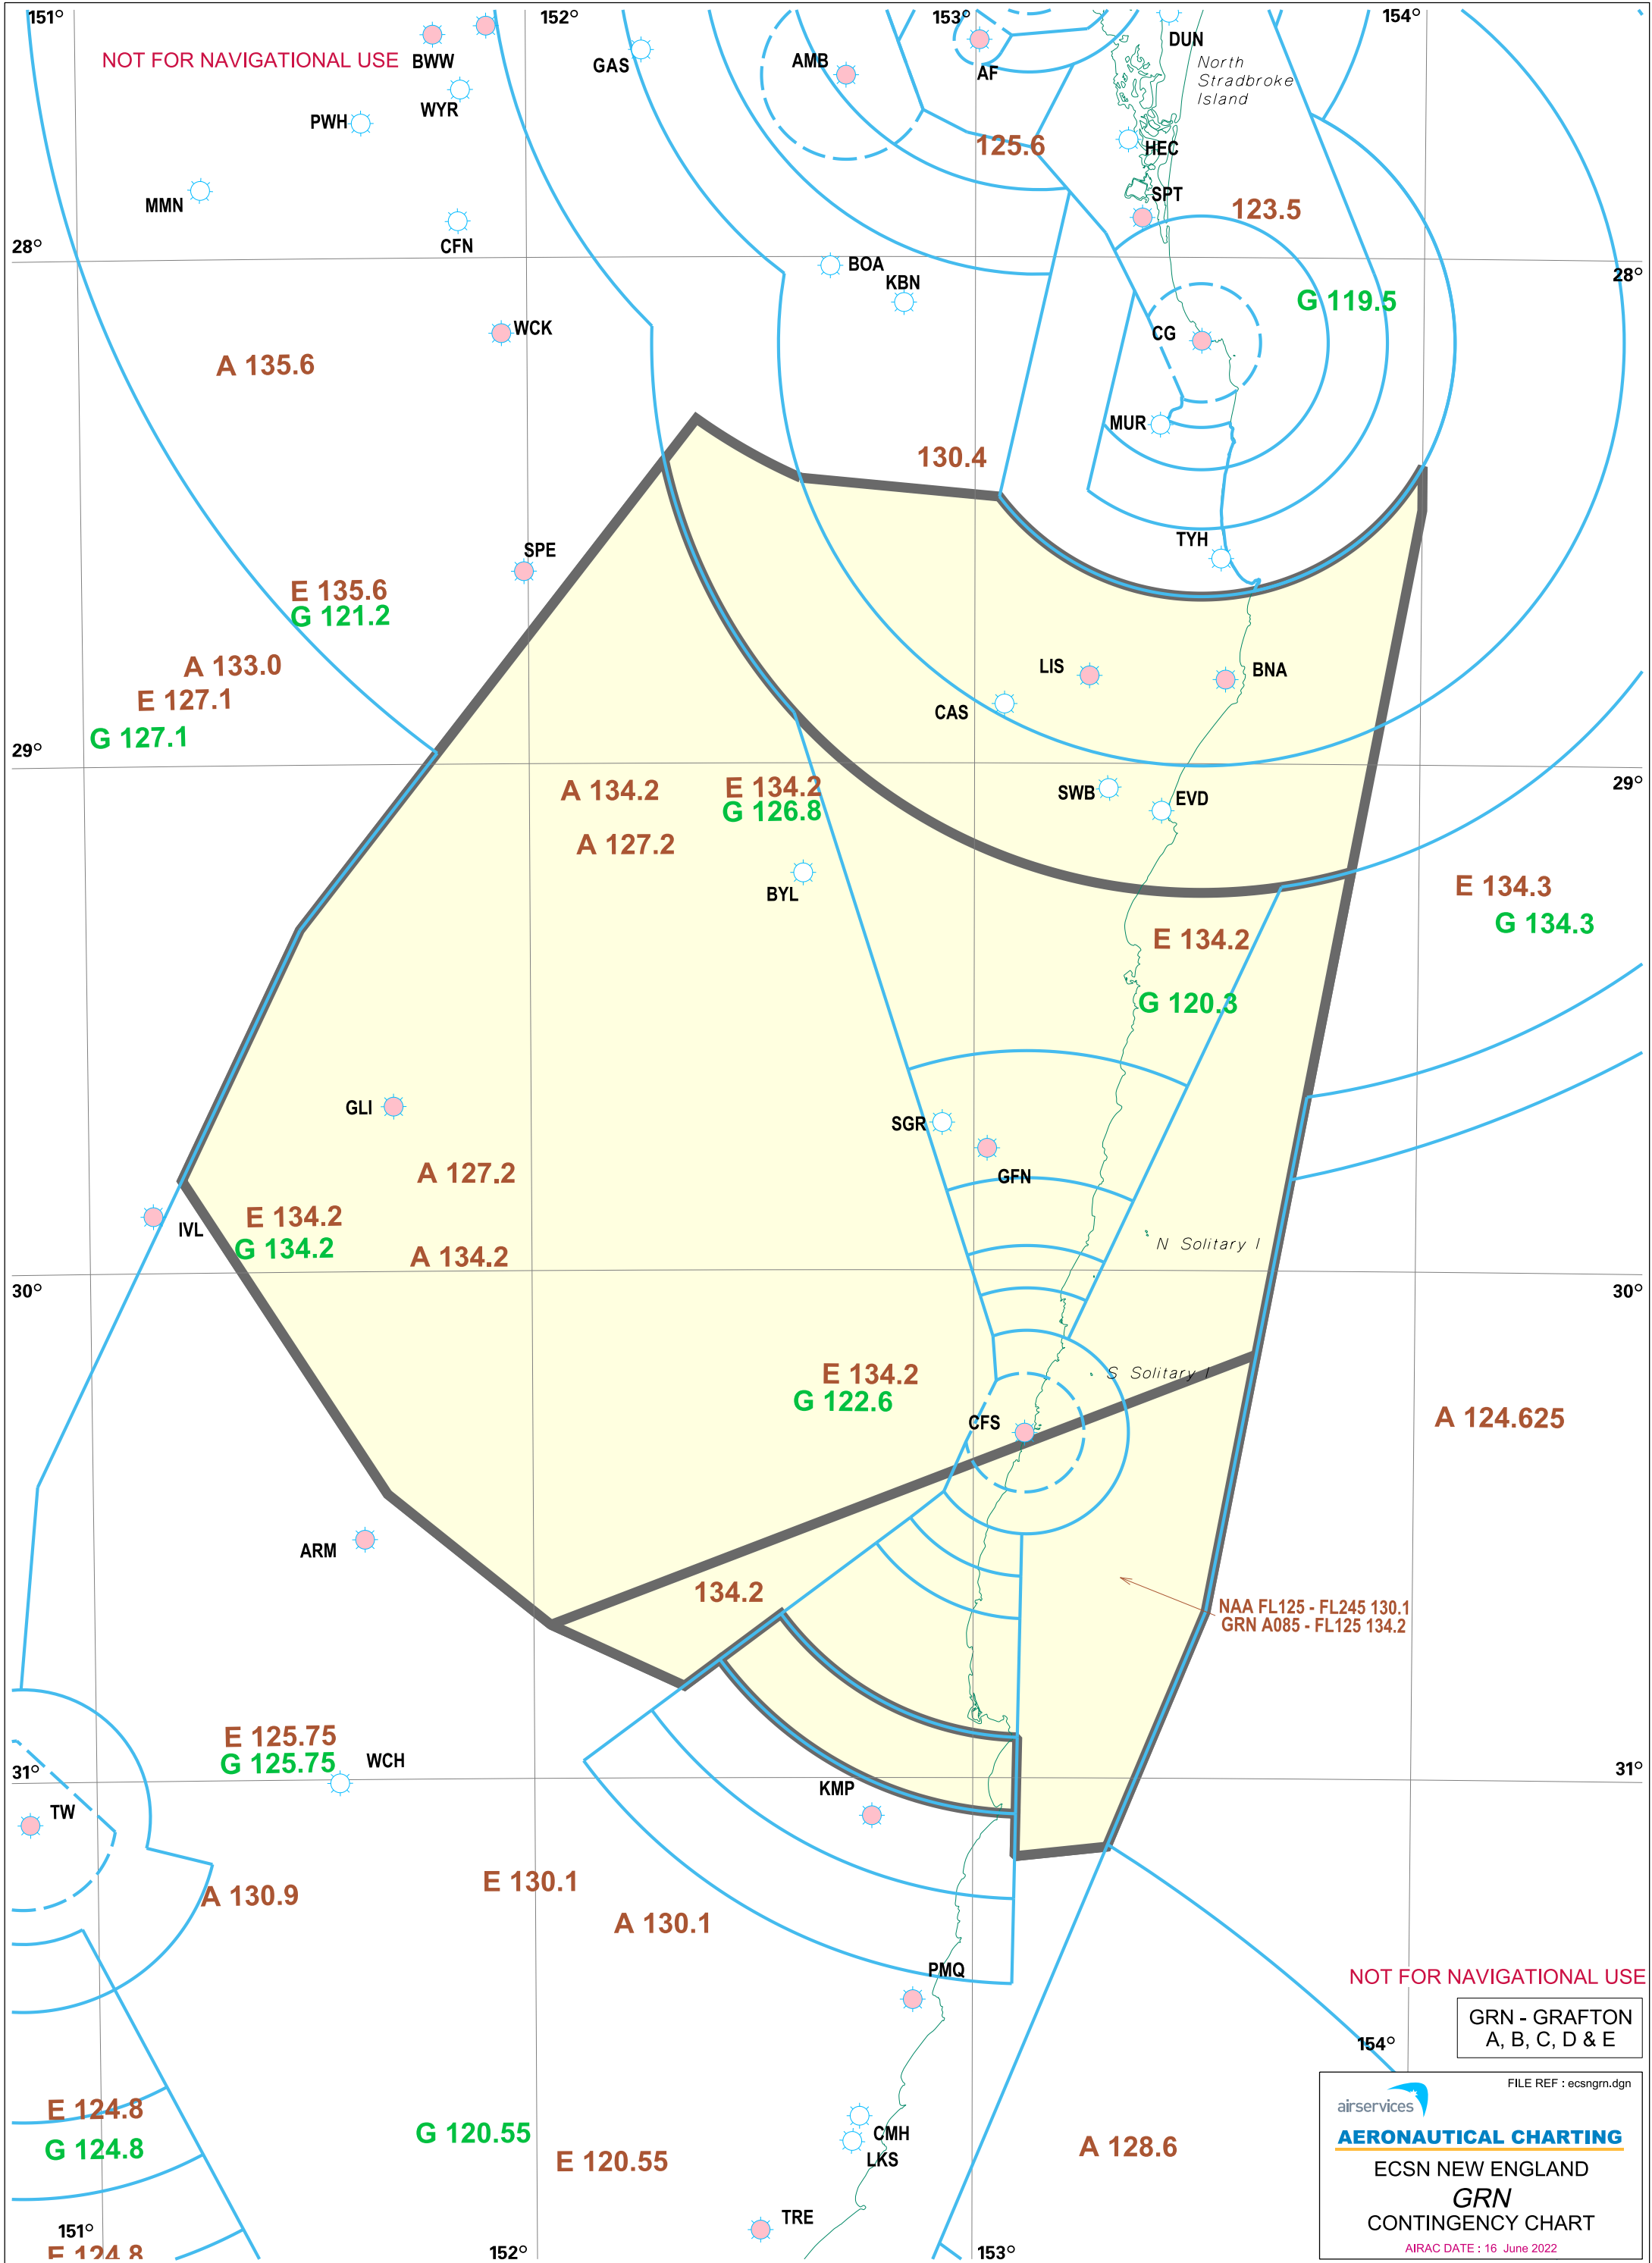 151°
152°
153°
154°
NOT FOR NAVIGATIONAL USE
BWW
GAS
AMB
AF
DUN
North
Stradbroke
Island
WYR
PWH
125.6
HEC
MMN
SPT
123.5
CFN
28°
28°
BOA
KBN
G 119.5
WCK
CG
A 135.6
MUR
130.4
TYH
SPE
E 135.6
G 121.2
A 133.0
E 127.1
LIS
BNA
CAS
G 127.1
29°
29°
A 134.2
E 134.2
G 126.8
SWB
EVD
A 127.2
BYL
E 134.3
G 134.3
E 134.2
G 120.3
GLI
SGR
GFN
A 127.2
IVL
E 134.2
G 134.2
A 134.2
N Solitary I
30°
30°
E 134.2
G 122.6
S Solitary I
CFS
A 124.625
ARM
134.2
NAA FL125 - FL245 130.1
GRN A085 - FL125 134.2
E 125.75
G 125.75
WCH
31°
31°
TW
KMP
A 130.9
E 130.1
A 130.1
PMQ
NOT FOR NAVIGATIONAL USE
GRN - GRAFTON
A, B, C, D & E
154°
E 124.8
G 124.8
G 120.55
E 120.55
CMH
LKS
A 128.6
TRE
151°
E 124.8
152°
153°
FILE REF : ecsngrn.dgn
airservices
AERONAUTICAL CHARTING
ECSN NEW ENGLAND
GRN
CONTINGENCY CHART
AIRAC DATE : 16 June 2022